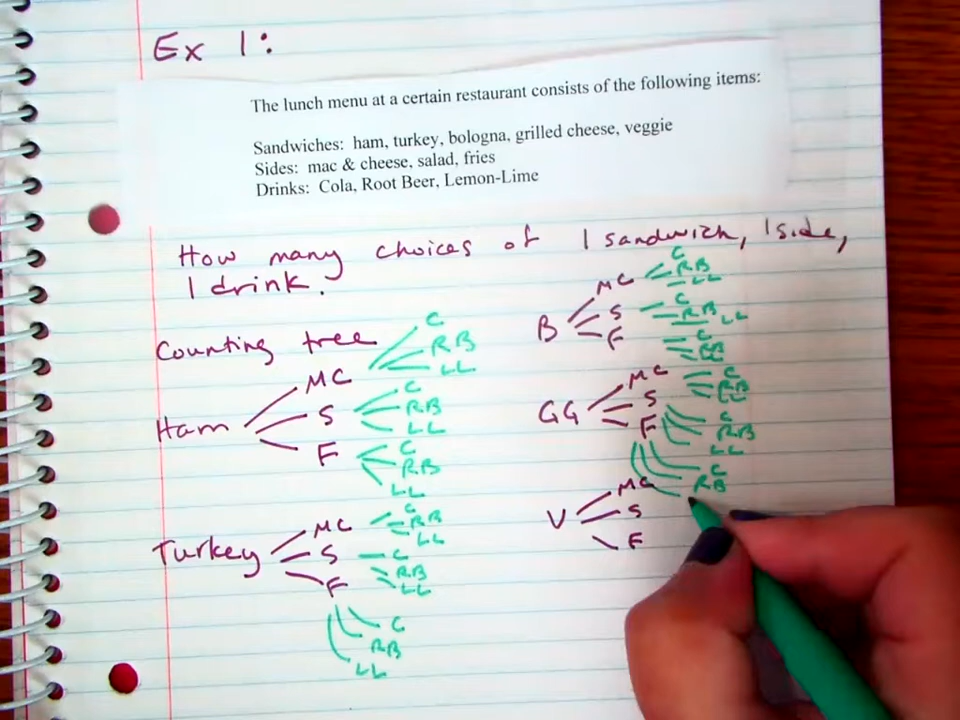 Ex 1:
The lunch menu at a certain restaurant consists of the following items:
Sandwiches: ham, turkey, bologna, grilled cheese, veggie
Sides: mac & cheese, salad, fries
Drinks: Cola, Root Beer, Lemon-Lime
How many choices of 1 sandwich, 1 side,
1 drink.
Counting tree
Ham
MC
C
RB
LL
S
C
RB
LL
F
C
RB
LL
Turkey
MC
C
RB
LL
S
C
RB
LL
F
C
RB
LL
B
MC
C
RB
LL
S
C
RB
LL
F
C
GG
MC
C
RB
LL
S
C
RB
LL
F
C
RB
V
MC
S
F